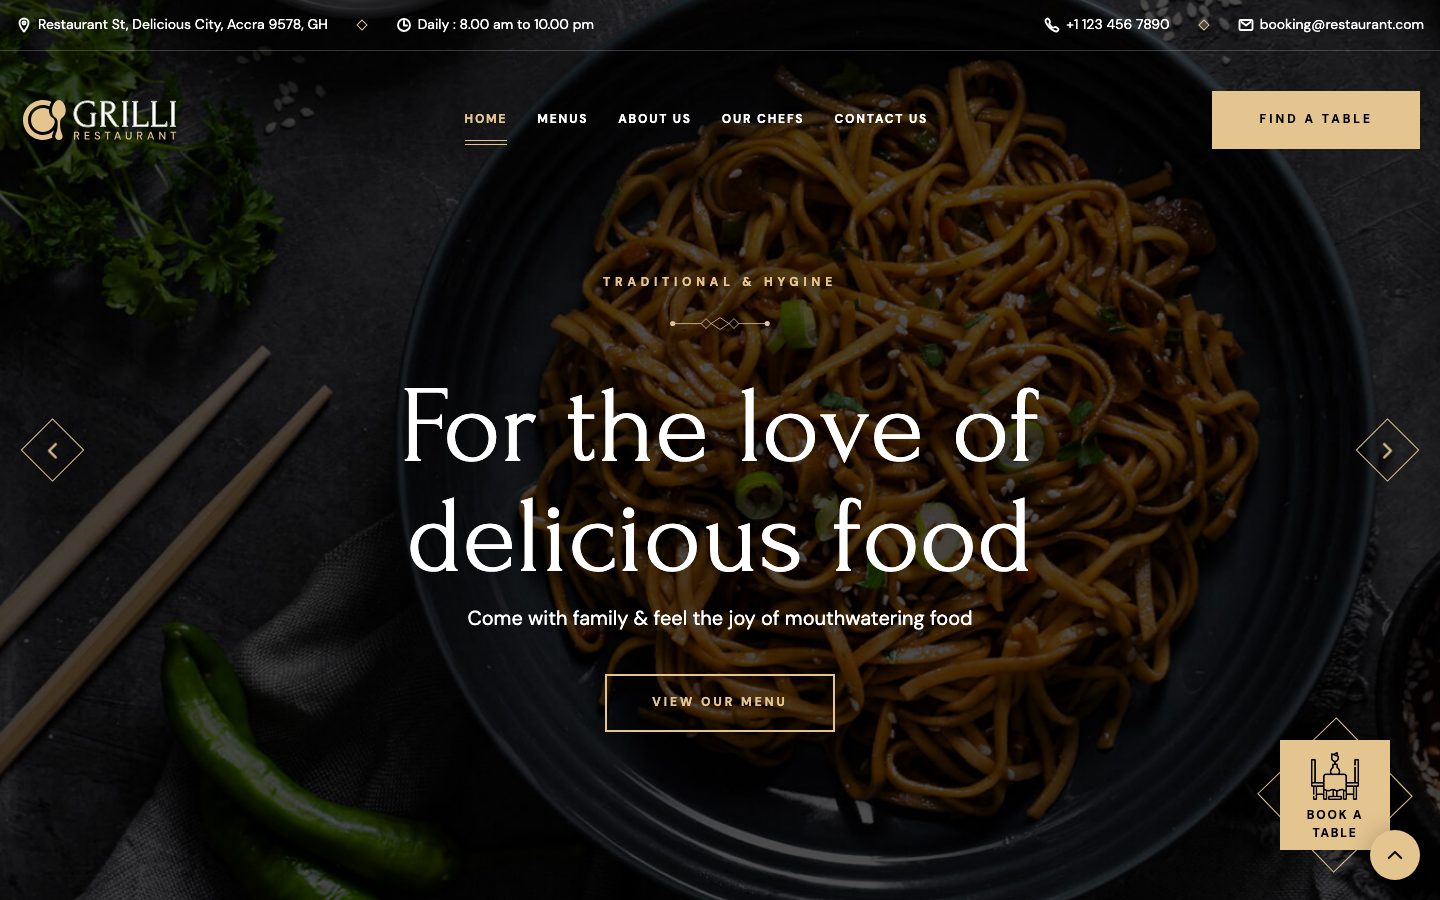 Restaurant St, Delicious City, Accra 9578, GH
Daily : 8.00 am to 10.00 pm
+1 123 456 7890
booking@restaurant.com
GRILLI
RESTAURANT
HOME
MENUS
ABOUT US
OUR CHEFS
CONTACT US
FIND A TABLE
TRADITIONAL & HYGINE
For the love of
delicious food
Come with family & feel the joy of mouthwatering food
VIEW OUR MENU
BOOK A
TABLE